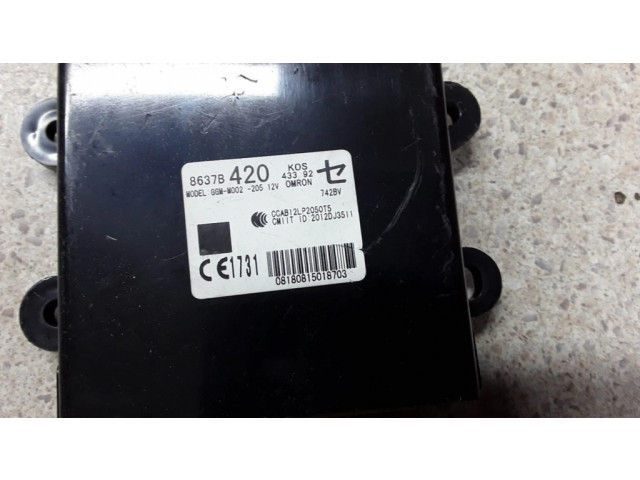 8637B 420 KOS 433 92 セ
MODEL:GGM-M002 -205 12V OMRON 742BV
CCAB12LP2050T5
CMIIT ID:2012DJ3511
CE1731
08180815018703